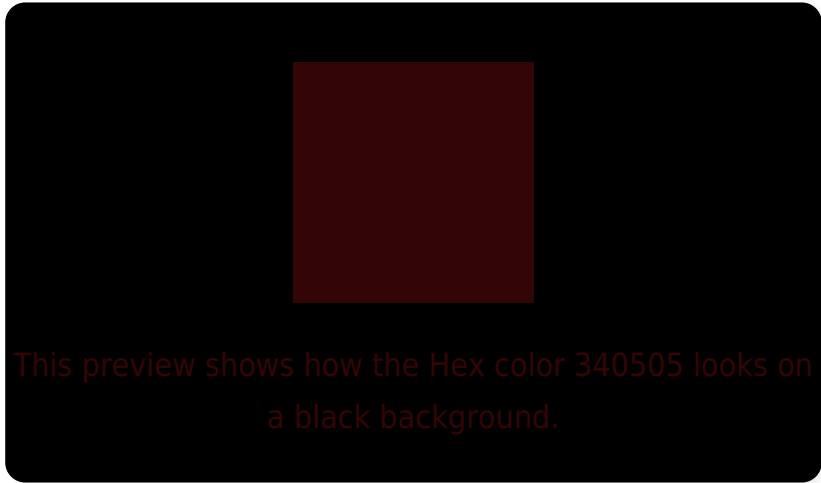 This preview shows how the Hex color 340505 looks on
a black background.